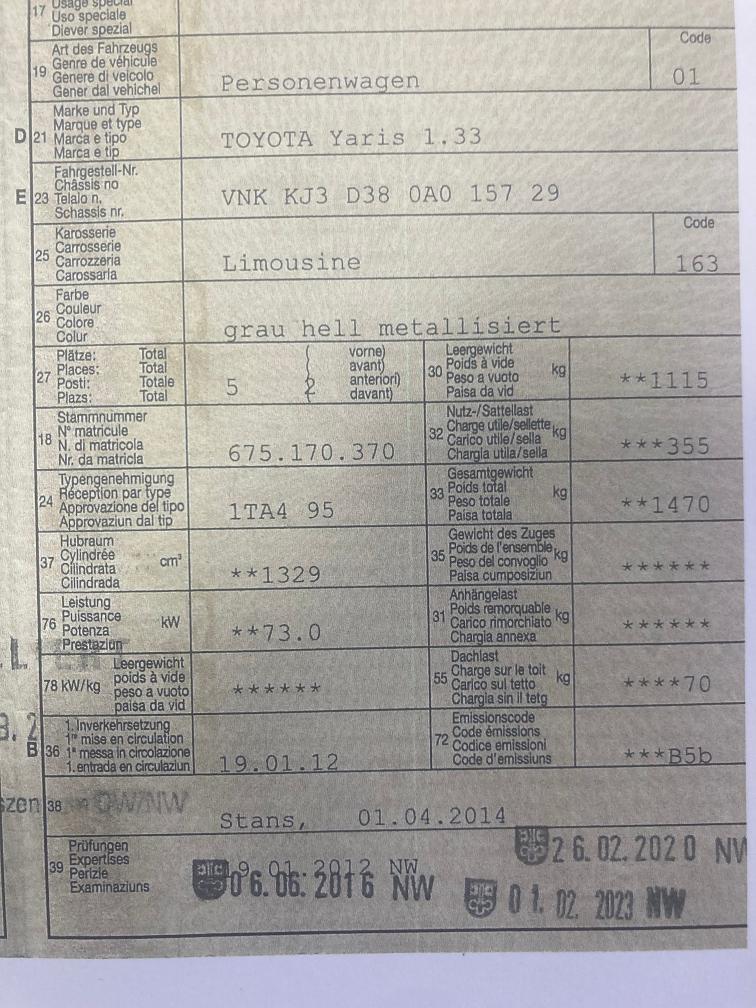 17 Usage spécial
Uso speciale
Diever spezial
19 Art des Fahrzeugs
Genre de véhicule
Genere di veicolo
Gener dal vehichel
Personenwagen
Code
01
D 21 Marke und Typ
Marque et type
Marca e tipo
Marca e tip
TOYOTA Yaris 1.33
E 23 Fahrgestell-Nr.
Châssis no
Telaio n.
Schassis nr.
VNK KJ3 D38 0A0 157 29
25 Karosserie
Carrosserie
Carrozzeria
Carossaria
Limousine
Code
163
26 Farbe
Couleur
Colore
Colur
grau hell metallisiert
27 Plätze: Total
Places: Total
Posti: Totale
Plazs: Total
5
2
vorne)
avant)
anteriori)
davant)
30 Leergewicht
Poids à vide
Peso a vuoto
Paisa da vid
kg
**1115
18 Stammnummer
N° matricule
N. di matricola
Nr. da matricla
675.170.370
32 Nutz-/Sattellast
Charge utile/sellette
Carico utile/sella
Chargia utila/sella
kg
***355
24 Typengenehmigung
Réception par type
Approvazione del tipo
Approvaziun dal tip
1TA4 95
33 Gesamtgewicht
Poids total
Peso totale
Paisa totala
kg
**1470
37 Hubraum
Cylindrée
Cilindrata
Cilindrada
cm³
**1329
35 Gewicht des Zuges
Poids de l'ensemble
Peso del convoglio
Paisa cumposiziun
kg
******
76 Leistung
Puissance
Potenza
Prestaziun
kW
**73.0
31 Anhängelast
Poids remorquable
Carico rimorchiato
Chargia annexa
kg
******
78 kW/kg
Leergewicht
poids à vide
peso a vuoto
paisa da vid
******
55 Dachlast
Charge sur le toit
Carico sul tetto
Chargia sin il tetg
kg
****70
B 36 1. Inverkehrsetzung
1re mise en circulation
1a messa in circolazione
1. entrada en circulaziun
19.01.12
72 Emissionscode
Code émissions
Codice emissioni
Code d'emissiuns
***B5b
38
OW/NW
Stans, 01.04.2014
39 Prüfungen
Expertises
Perizie
Examinaziuns
26.02.2020 NW
9.01.2012 NW
06.06.2016 NW
01.02.2023 NW